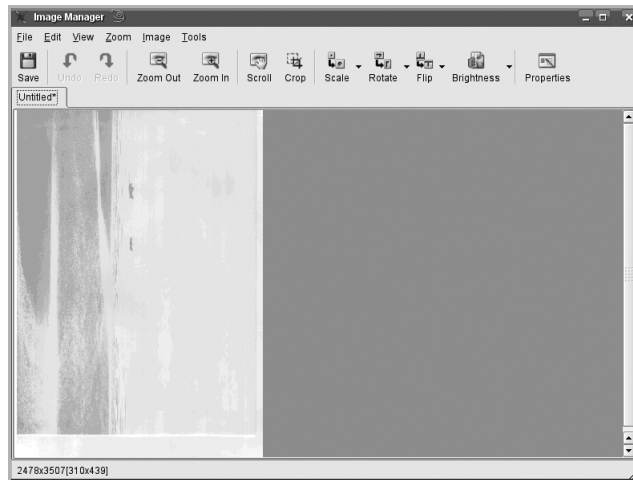 Image Manager
File Edit View Zoom Image Tools
Save Undo Redo Zoom Out Zoom In Scroll Crop Scale Rotate Flip Brightness Properties
Untitled*
2478x3507[310x439]